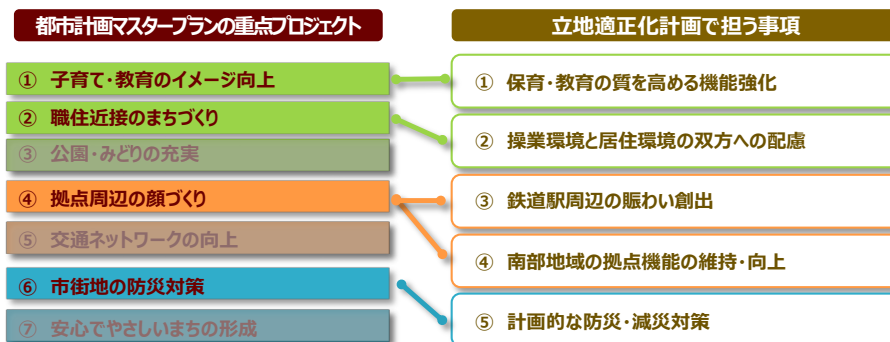 都市計画マスタープランの重点プロジェクト
① 子育て・教育のイメージ向上
② 職住近接のまちづくり
③ 公園・みどりの充実
④ 拠点周辺の顔づくり
⑤ 交通ネットワークの向上
⑥ 市街地の防災対策
⑦ 安心でやさしいまちの形成
立地適正化計画で担う事項
① 保育・教育の質を高める機能強化
② 操業環境と居住環境の双方への配慮
③ 鉄道駅周辺の賑わい創出
④ 南部地域の拠点機能の維持・向上
⑤ 計画的な防災・減災対策